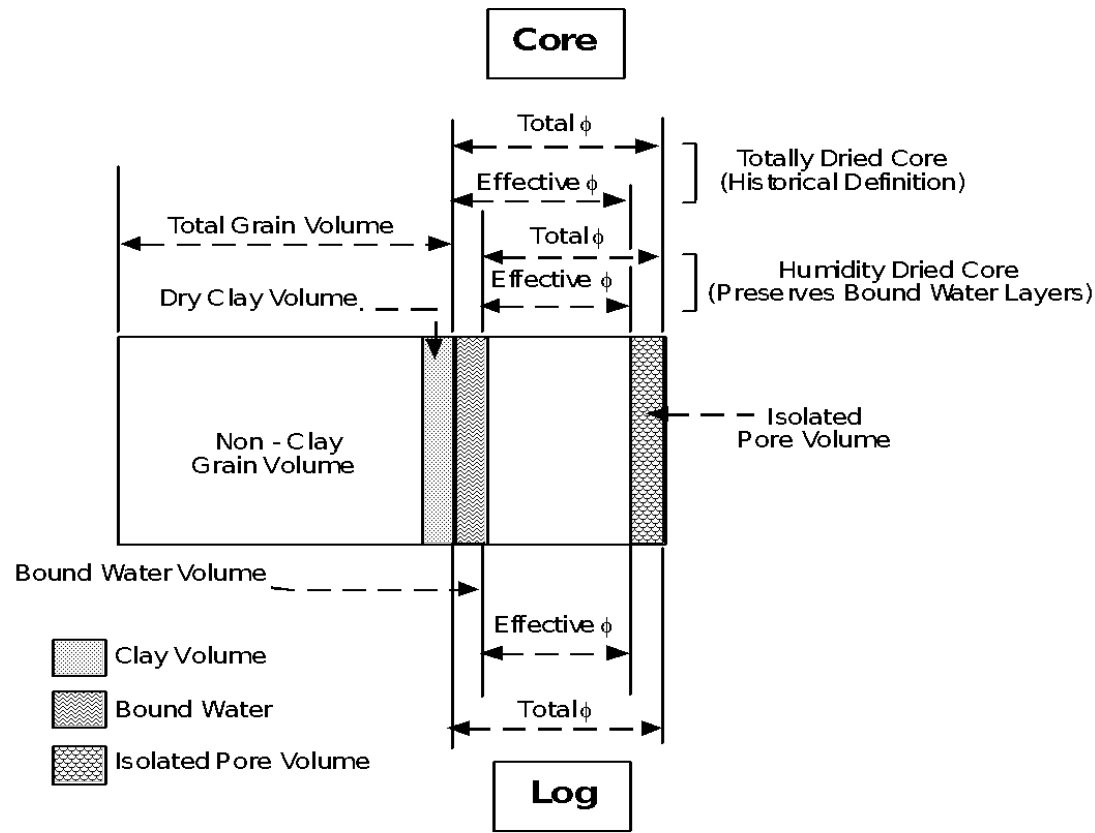 Core
Total ϕ
Totally Dried Core
(Historical Definition)
Effective ϕ
Total Grain Volume
Total ϕ
Humidity Dried Core
(Preserves Bound Water Layers)
Effective ϕ
Dry Clay Volume
Isolated
Pore Volume
Non - Clay
Grain Volume
Bound Water Volume
Effective ϕ
Clay Volume
Bound Water
Total ϕ
Isolated Pore Volume
Log